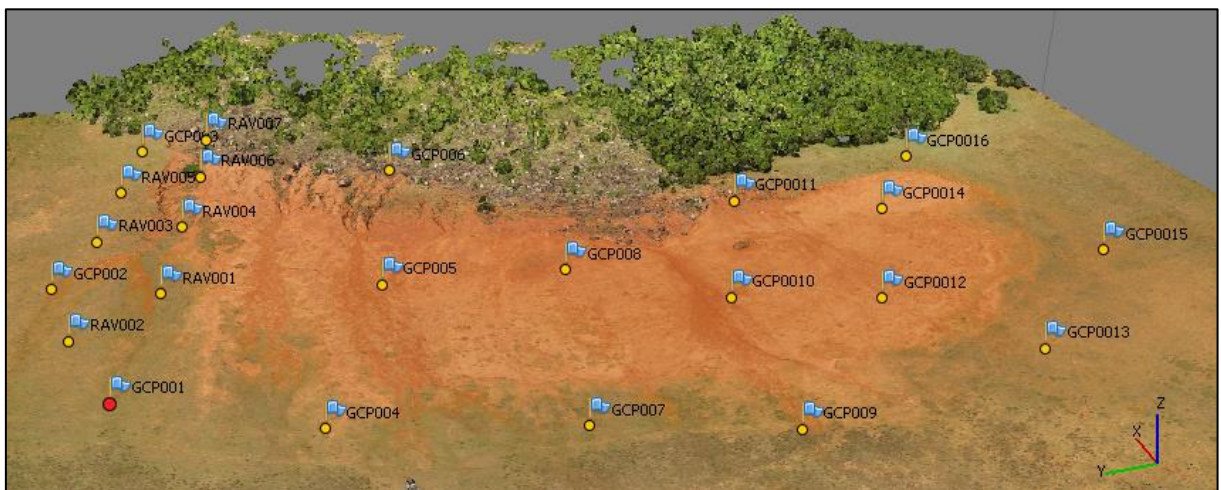 RAV007
GCP003
GCP0016
GCP006
RAV006
RAV005
GCP0011
GCP0014
RAV004
RAV003
GCP0015
GCP008
GCP005
GCP002
RAV001
GCP0010
GCP0012
RAV002
GCP0013
GCP001
GCP004
GCP007
GCP009
Z
X
Y